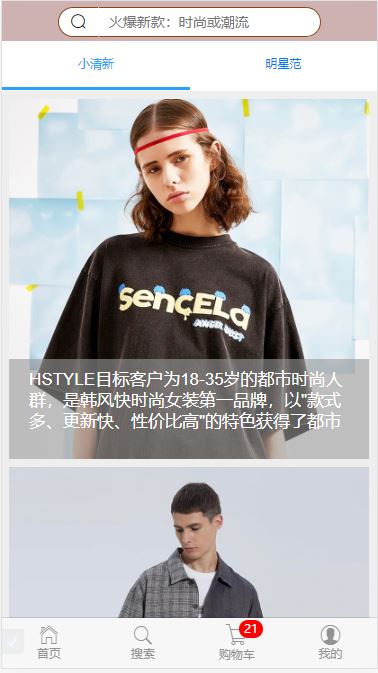 火爆新款：时尚或潮流
小清新
明星范
SENCELA
ANGEL DUST
HSTYLE目标客户为18-35岁的都市时尚人
群，是韩风快时尚女装第一品牌，以"款式
多、更新快、性价比高"的特色获得了都市
首页
搜索
购物车
21
我的